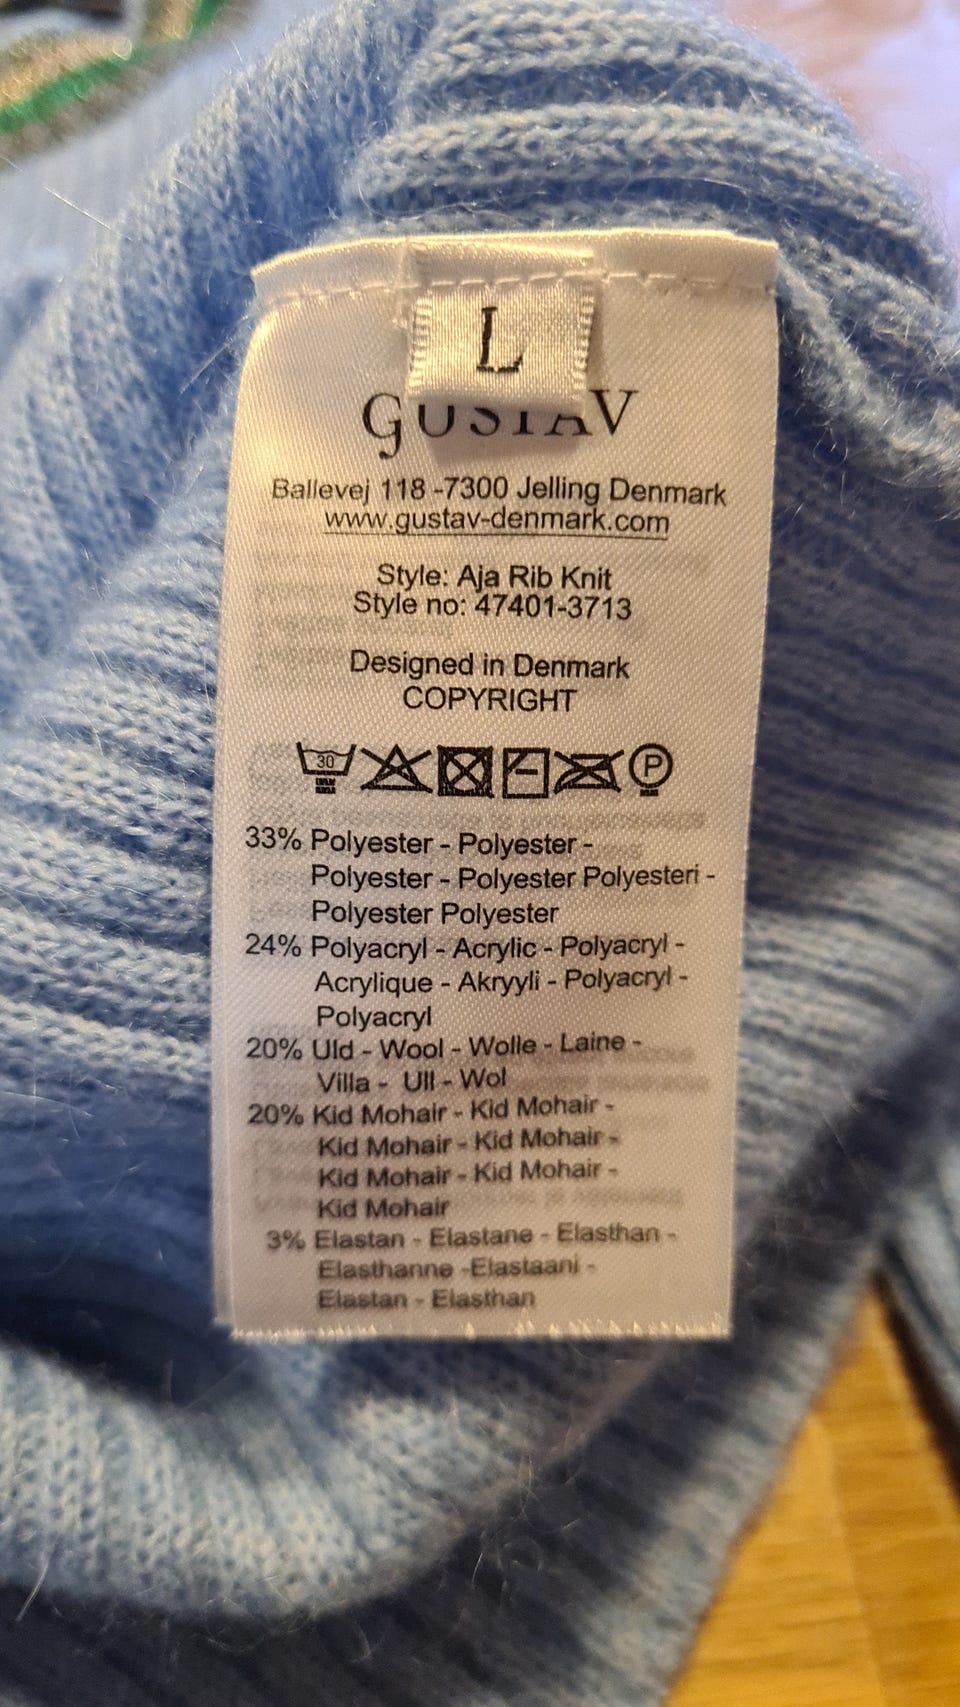 L
GUSTAV
Ballevej 118 -7300 Jelling Denmark
www.gustav-denmark.com
Style: Aja Rib Knit
Style no: 47401-3713
Designed in Denmark
COPYRIGHT
30 P
33% Polyester - Polyester -
Polyester - Polyester Polyesteri -
Polyester Polyester
24% Polyacryl - Acrylic - Polyacryl -
Acrylique - Akryyli - Polyacryl -
Polyacryl
20% Uld - Wool - Wolle - Laine -
Villa - Ull - Wol
20% Kid Mohair - Kid Mohair -
Kid Mohair - Kid Mohair -
Kid Mohair - Kid Mohair -
Kid Mohair
3% Elastan - Elastane - Elasthan -
Elasthanne -Elastaani -
Elastan - Elasthan